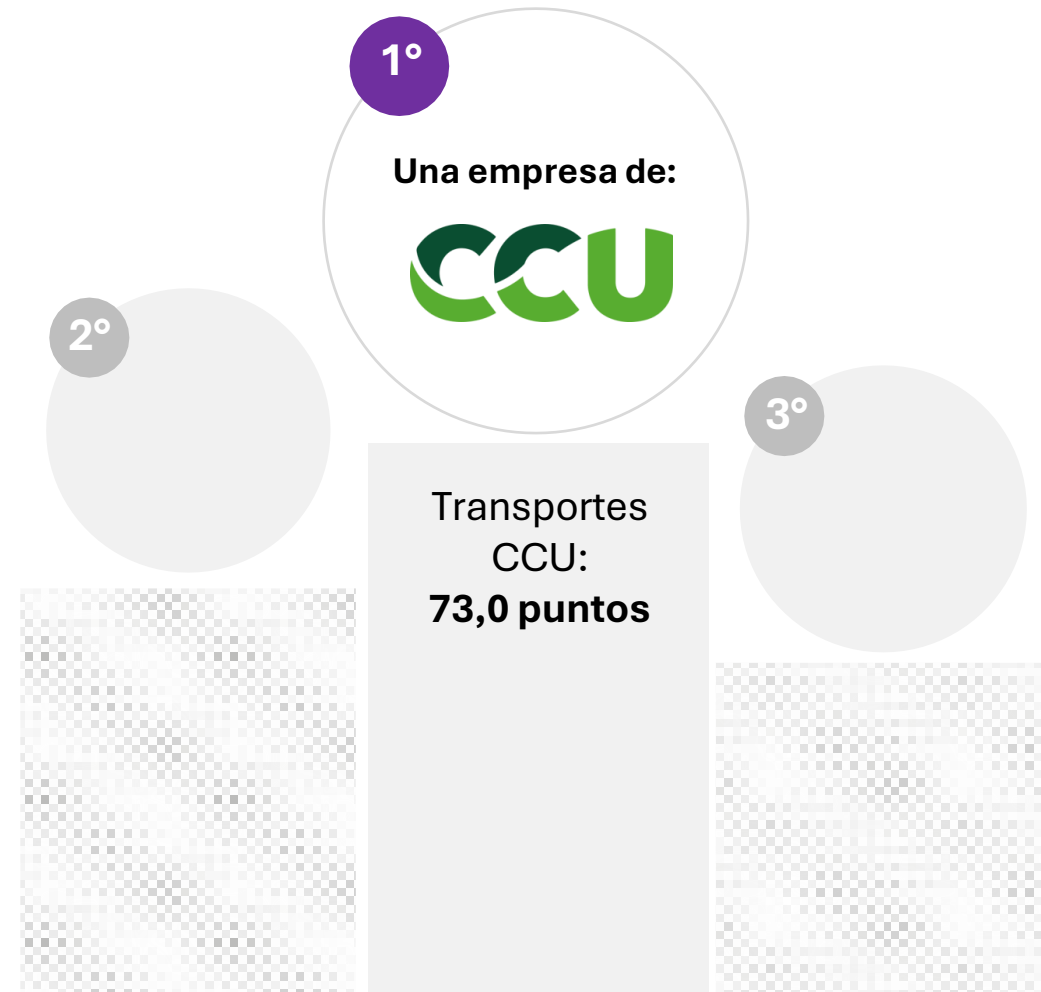 1°
Una empresa de:
CCU
2°
3°
Transportes
CCU:
73,0 puntos